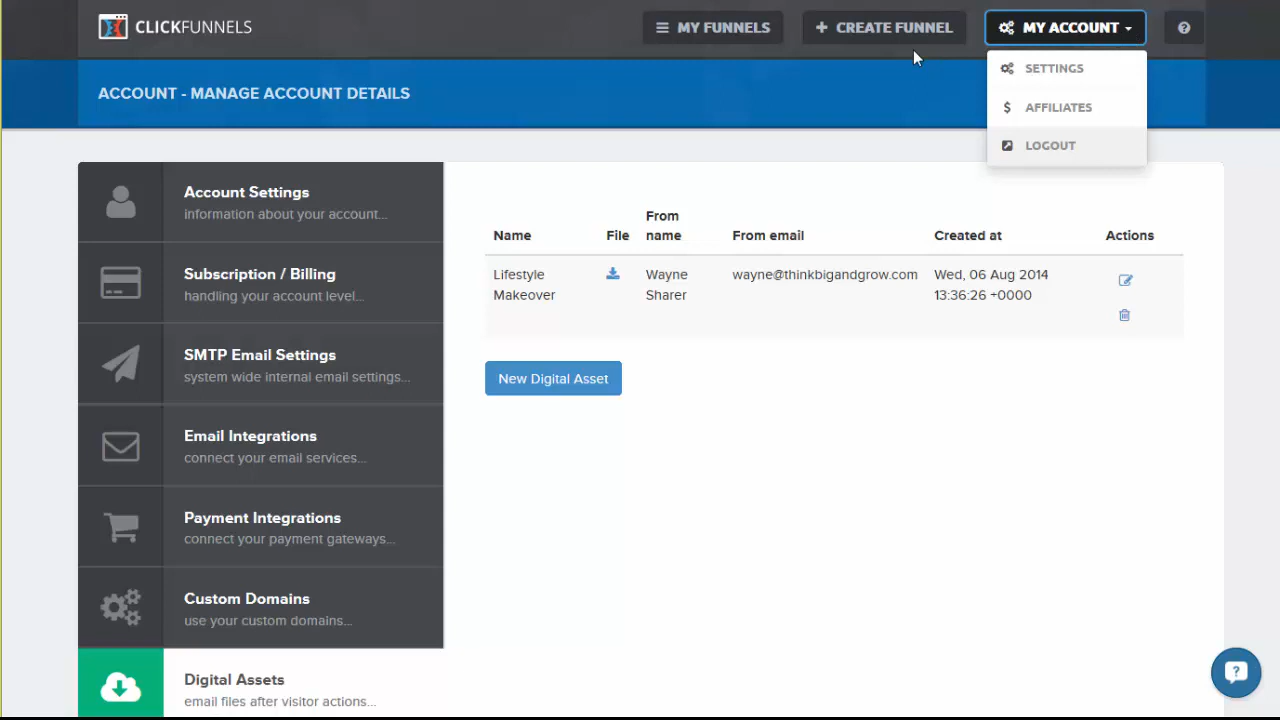 CLICKFUNNELS
MY FUNNELS
CREATE FUNNEL
MY ACCOUNT
SETTINGS
AFFILIATES
LOGOUT
ACCOUNT - MANAGE ACCOUNT DETAILS
Account Settings
information about your account...
Subscription / Billing
handling your account level...
SMTP Email Settings
system wide internal email settings...
Email Integrations
connect your email services...
Payment Integrations
connect your payment gateways...
Custom Domains
use your custom domains...
Digital Assets
email files after visitor actions...
Name File From name From email Created at Actions
Lifestyle Wayne wayne@thinkbigandgrow.com Wed, 06 Aug 2014
Makeover Sharer 13:36:26 +0000
New Digital Asset